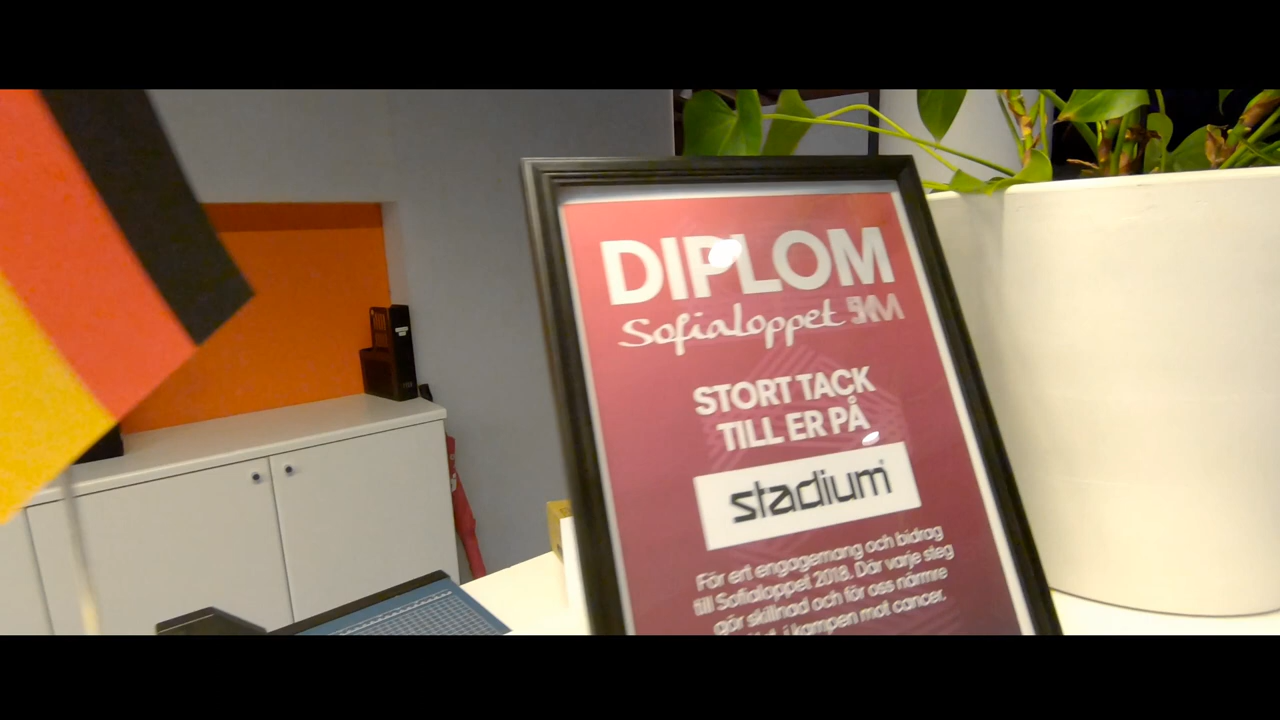 DIPLOM
Sofialoppet 5KM
STORT TACK
TILL ER PÅ
stadium
För ert engagemang och bidrag
till Sofialoppet 2018. Där varje steg
gör skillnad och för oss närmre
i kampen mot cancer.